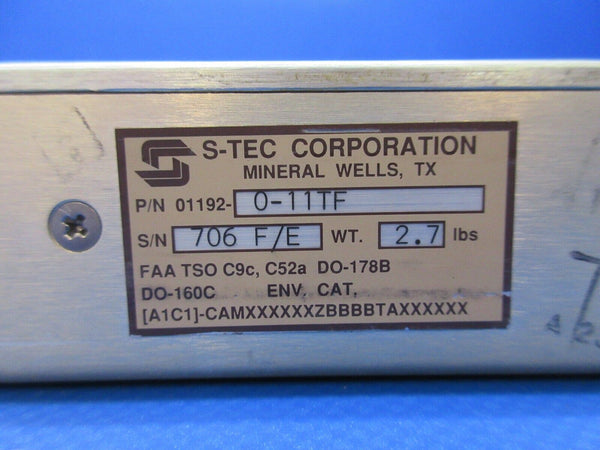 S-TEC CORPORATION
MINERAL WELLS, TX
P/N 01192- 0-11TF
S/N 706 F/E WT. 2.7 lbs
FAA TSO C9c, C52a DO-178B
DO-160C ENV. CAT.
[A1C1]-CAMXXXXXXZBBBBTAXXXXXX